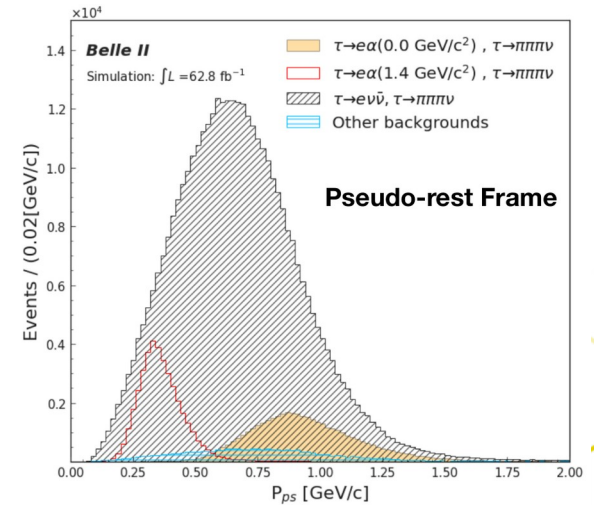 ×10⁴
Belle II
Simulation: ∫L =62.8 fb⁻¹
τ→eα(0.0 GeV/c²) , τ→πππν
τ→eα(1.4 GeV/c²) , τ→πππν
τ→eνν̄, τ→πππν
Other backgrounds
Pseudo-rest Frame
Events / (0.02[GeV/c])
1.4
1.2
1.0
0.8
0.6
0.4
0.2
0.00 0.25 0.50 0.75 1.00 1.25 1.50 1.75 2.00
P_ps [GeV/c]